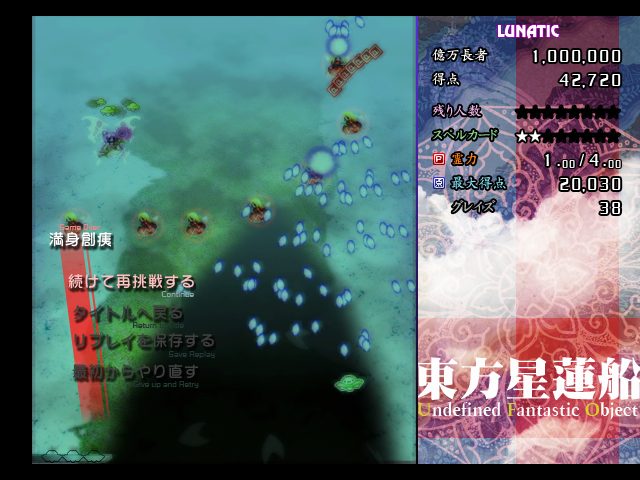 LUNATIC
億万長者 1,000,000
得点 42,720
残り人数
スペルカード
P 霊力 1.00/4.00
最大得点 20,030
グレイズ 38
Game Over
満身創痍
続けて再挑戦する
Continue
タイトルへ戻る
リプレイを保存する
Save Replay
最初からやり直す
Give up and Retry
東方星蓮船
Undefined Fantastic Object